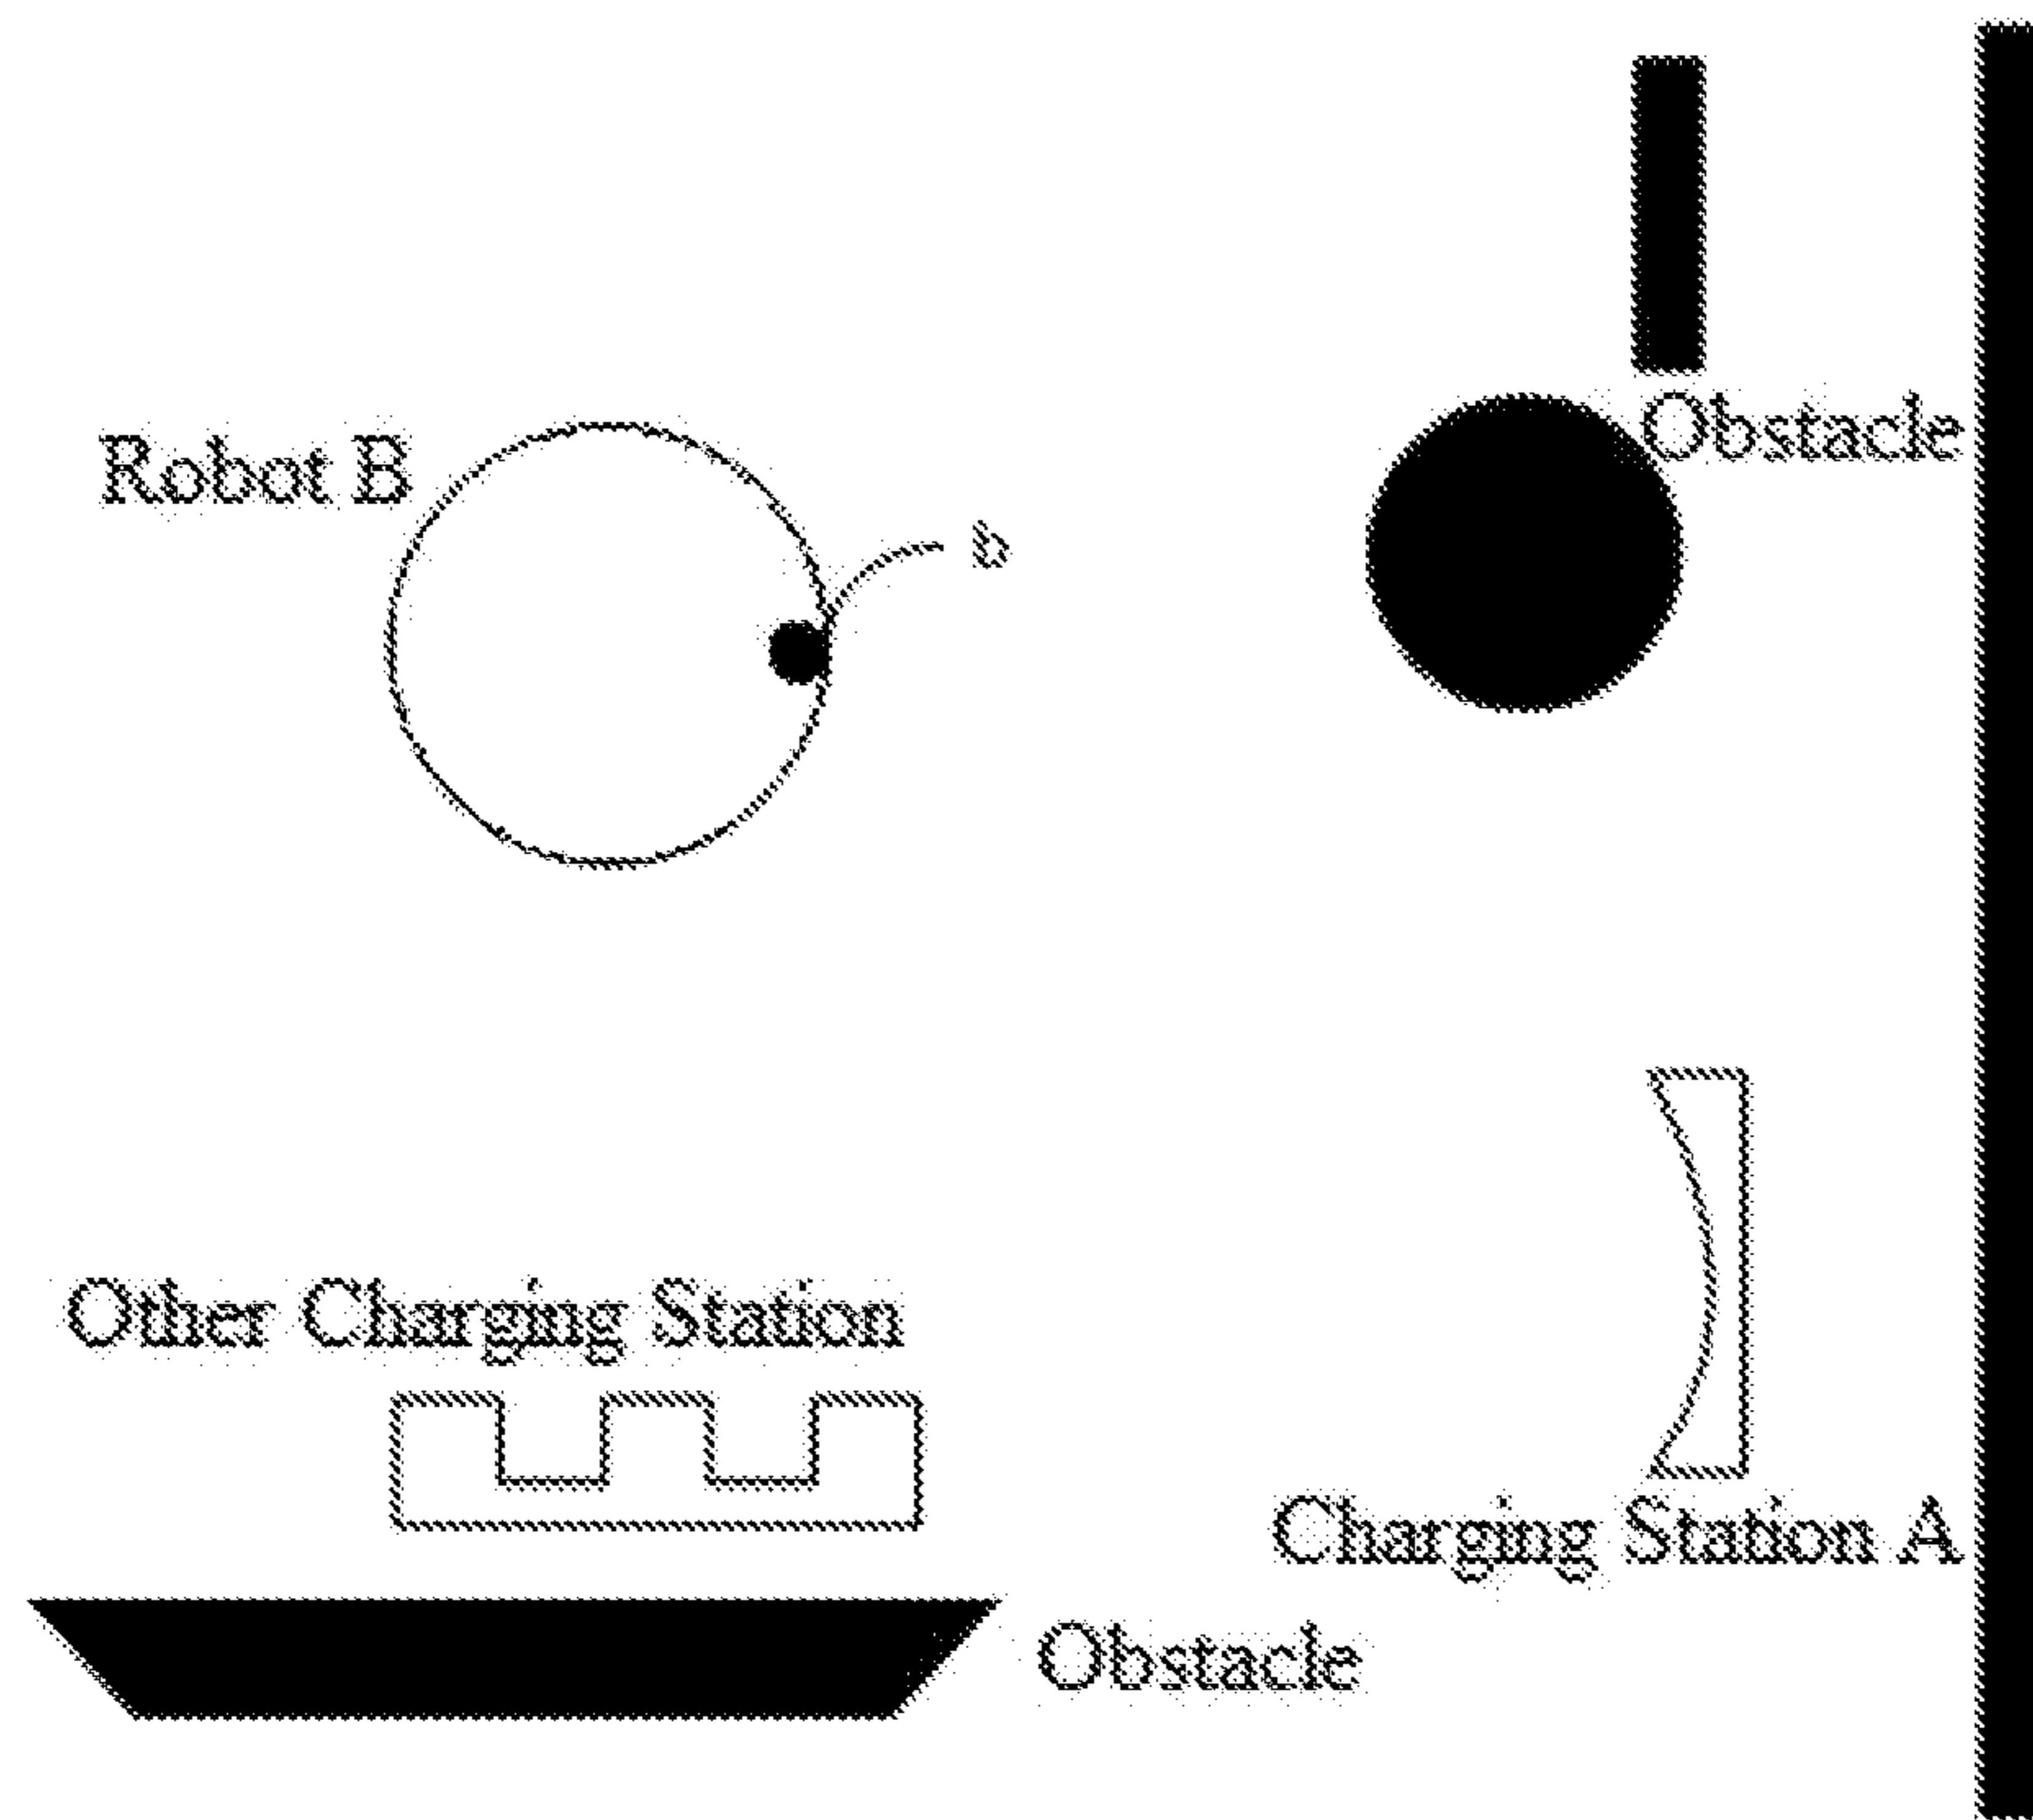 Obstacle
Robot B
b
Other Charging Station
Charging Station A
Obstacle